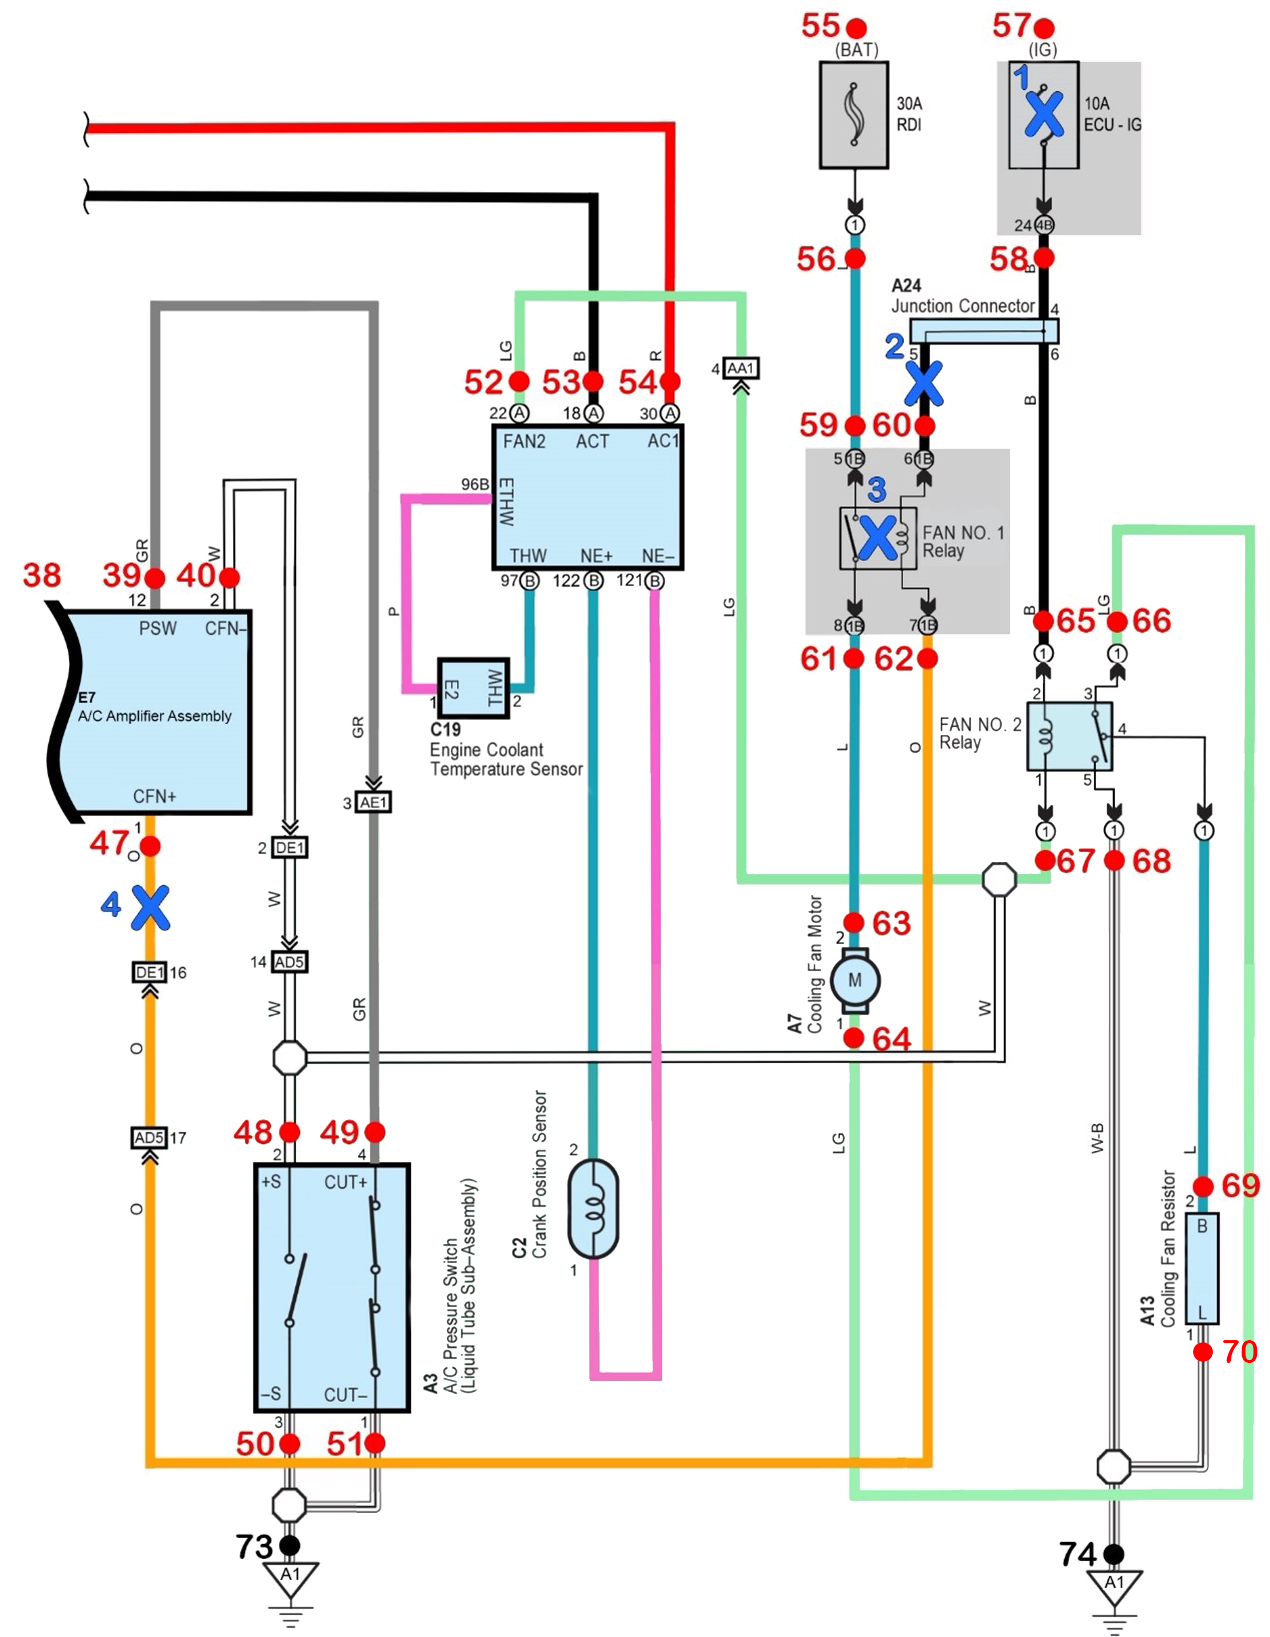 55
57
(BAT)
(IG)
1
30A
RDI
10A
ECU - IG
1
24
4B
56
L
58
B
A24
Junction Connector
4
5
6
2
LG
B
R
4
AA1
52
53
54
22
A
18
A
30
A
FAN2
ACT
AC1
96B
ETHW
THW
NE+
NE–
97
B
122
B
121
B
59
60
B
5
1B
6
1B
3
FAN NO. 1
Relay
8
1B
7
1B
61
62
GR
W
38
39
40
12
2
PSW
CFN–
E7
A/C Amplifier Assembly
CFN+
P
LG
E2
THW
1
2
C19
Engine Coolant
Temperature Sensor
B
65
LG
66
1
1
2
3
FAN NO. 2
Relay
4
1
5
1
1
1
67
68
GR
L
O
3
AE1
1
47
O
2
DE1
4
W
DE1
16
14
AD5
W
GR
O
AD5
17
O
63
2
M
A7
Cooling Fan Motor
1
64
W
LG
W-B
L
48
49
2
4
+S
CUT+
–S
CUT–
3
1
A3
A/C Pressure Switch
(Liquid Tube Sub–Assembly)
50
51
2
C2
Crank Position Sensor
1
69
2
B
L
A13
Cooling Fan Resistor
1
70
73
A1
74
A1